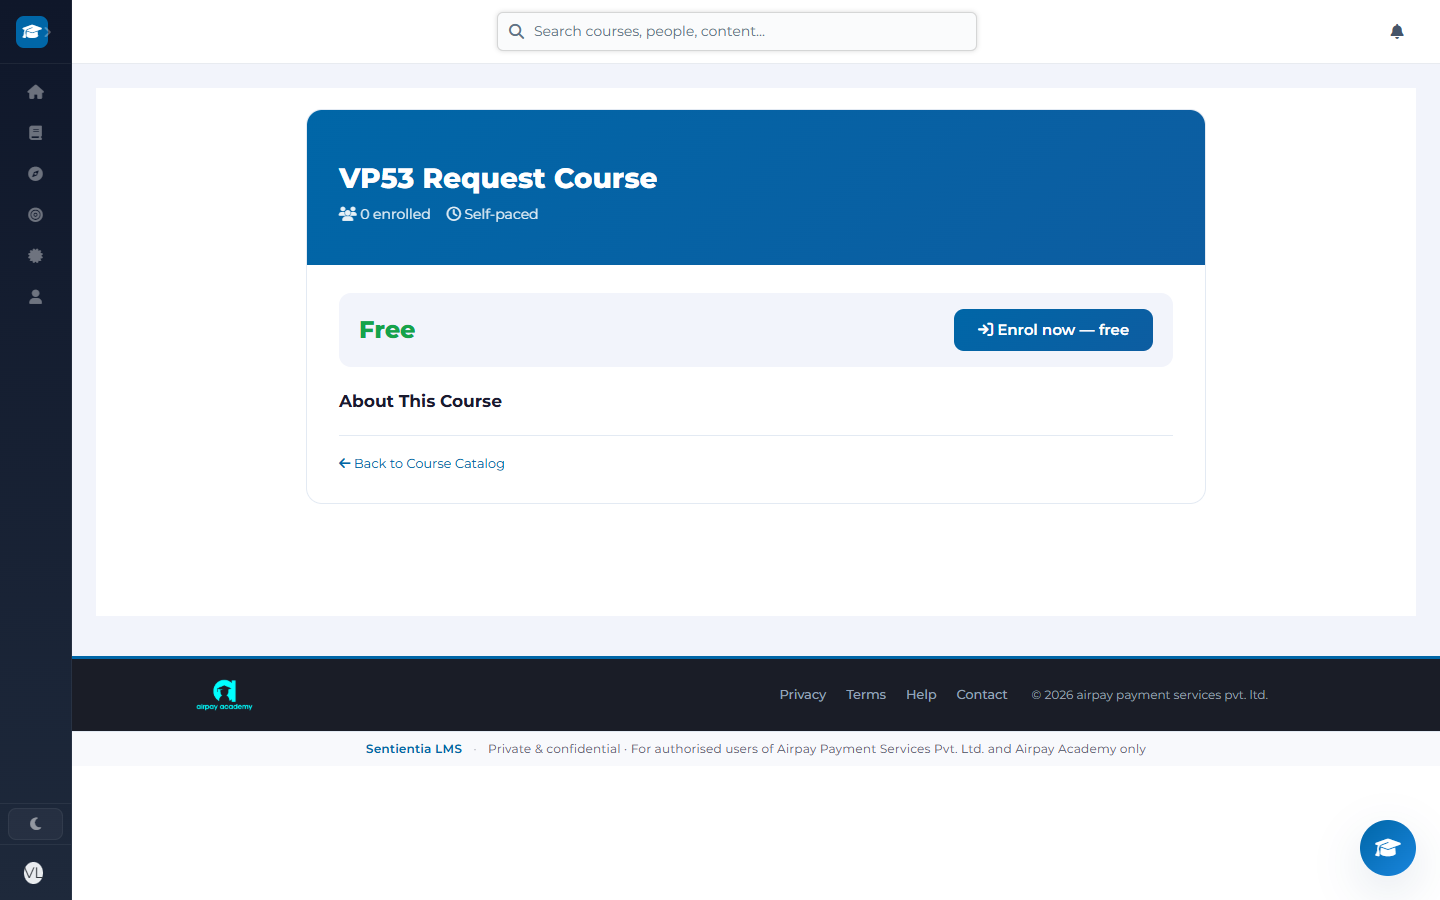 Search courses, people, content...
VP53 Request Course
0 enrolled Self-paced
Free
Enrol now — free
About This Course
Back to Course Catalog
airpay academy
Privacy Terms Help Contact © 2026 airpay payment services pvt. ltd.
Sentientia LMS · Private & confidential · For authorised users of Airpay Payment Services Pvt. Ltd. and Airpay Academy only
VL